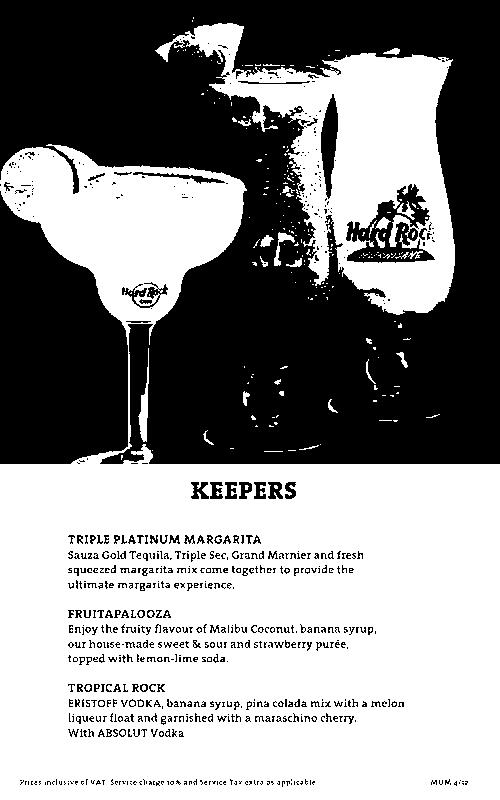 Hard Rock
Hard Rock
KEEPERS
TRIPLE PLATINUM MARGARITA
Sauza Gold Tequila, Triple Sec, Grand Marnier and fresh
squeezed margarita mix come together to provide the
ultimate margarita experience.
FRUITAPALOOZA
Enjoy the fruity flavour of Malibu Coconut, banana syrup,
our house-made sweet & sour and strawberry purée,
topped with lemon-lime soda.
TROPICAL ROCK
ERISTOFF VODKA, banana syrup, pina colada mix with a melon
liqueur float and garnished with a maraschino cherry.
With ABSOLUT Vodka
Prices inclusive of VAT. Service charge 10% and Service Tax extra as applicable
MUM 4/12